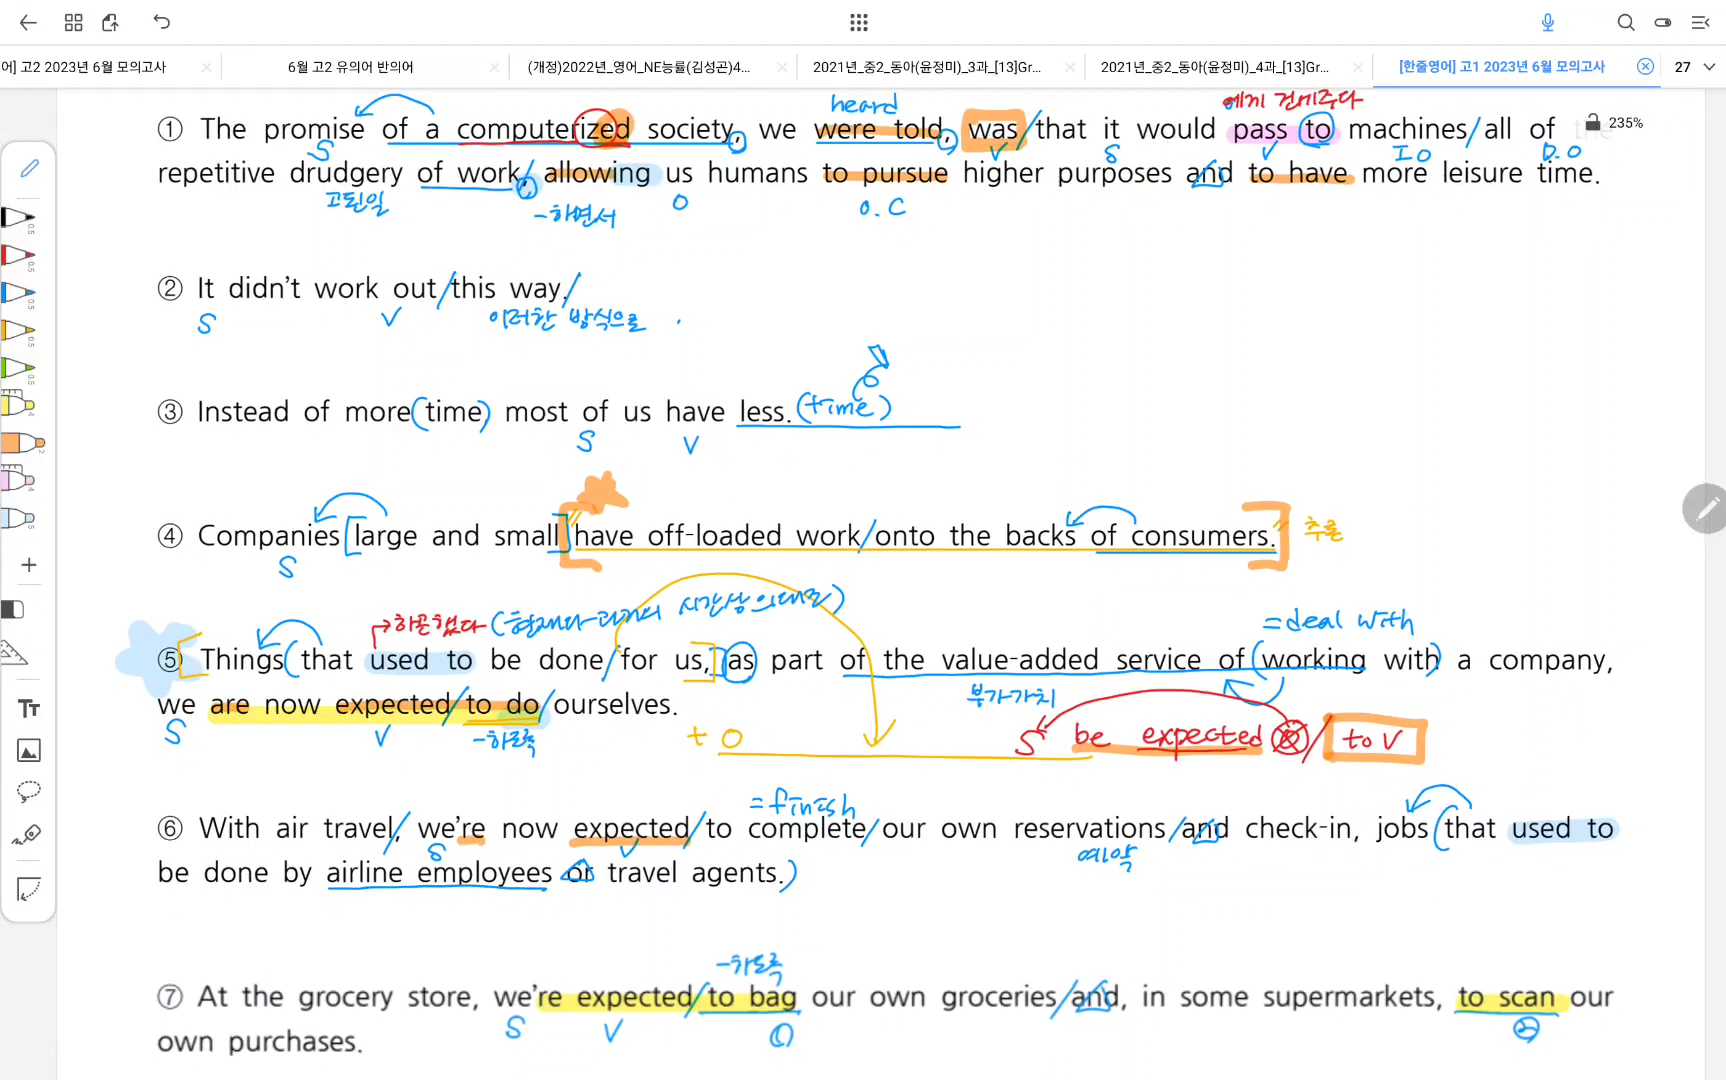 어] 고2 2023년 6월 모의고사
6월 고2 유의어 반의어
(개정)2022년_영어_NE능률(김성곤)4...
2021년_중2_동아(윤정미)_3과_[13]Gr...
2021년_중2_동아(윤정미)_4과_[13]Gr...
[한줄영어] 고1 2023년 6월 모의고사
27
235%
heard
에게 건네주다
① The promise of a computerized society, we were told, was that it would pass to machines all of the
S V S V I.O D.O
repetitive drudgery of work, allowing us humans to pursue higher purposes and to have more leisure time.
고된일 -하면서 O O.C
② It didn't work out this way.
S V 이러한 방식으로
③ Instead of more (time) most of us have less. (time)
S V
④ Companies [large and small] have off-loaded work onto the backs of consumers. 추론
S
→하곤 했다
= deal with
⑤ Things (that used to be done for us, as part of the value-added service of (working with) a company,
부가가치
we are now expected to do ourselves.
S V -하도록 + O S be expected to V
= finish
⑥ With air travel, we're now expected to complete our own reservations and check-in, jobs (that used to
S V 예약
be done by airline employees or travel agents.)
-하도록
⑦ At the grocery store, we're expected to bag our own groceries and, in some supermarkets, to scan our
S V ① ②
own purchases.